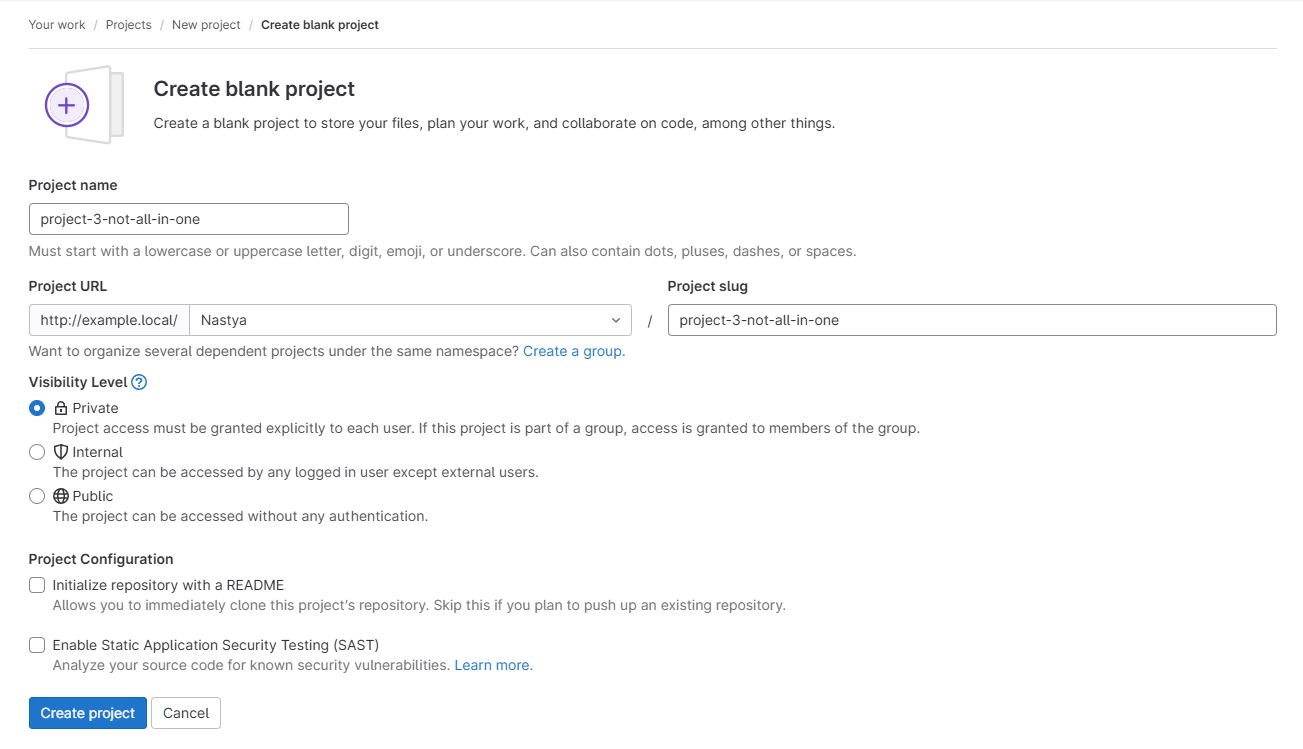 Your work / Projects / New project / Create blank project
Create blank project
Create a blank project to store your files, plan your work, and collaborate on code, among other things.
Project name
project-3-not-all-in-one
Must start with a lowercase or uppercase letter, digit, emoji, or underscore. Can also contain dots, pluses, dashes, or spaces.
Project URL
Project slug
http://example.local/ Nastya / project-3-not-all-in-one
Want to organize several dependent projects under the same namespace? Create a group.
Visibility Level ?
Private
Project access must be granted explicitly to each user. If this project is part of a group, access is granted to members of the group.
Internal
The project can be accessed by any logged in user except external users.
Public
The project can be accessed without any authentication.
Project Configuration
Initialize repository with a README
Allows you to immediately clone this project's repository. Skip this if you plan to push up an existing repository.
Enable Static Application Security Testing (SAST)
Analyze your source code for known security vulnerabilities. Learn more.
Create project Cancel